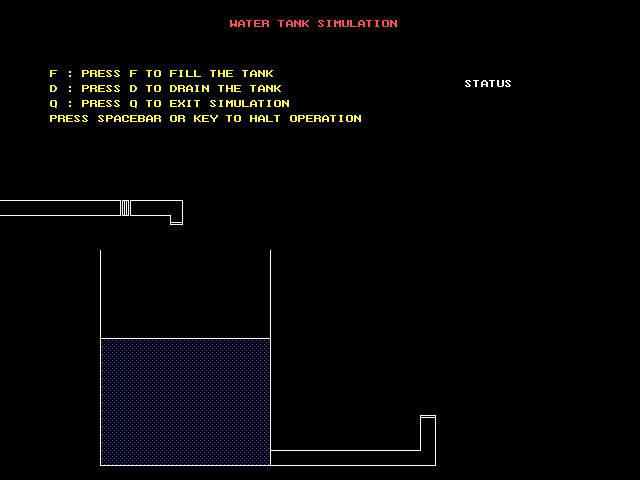 WATER TANK SIMULATION
F : PRESS F TO FILL THE TANK
D : PRESS D TO DRAIN THE TANK
Q : PRESS Q TO EXIT SIMULATION
PRESS SPACEBAR OR KEY TO HALT OPERATION
STATUS